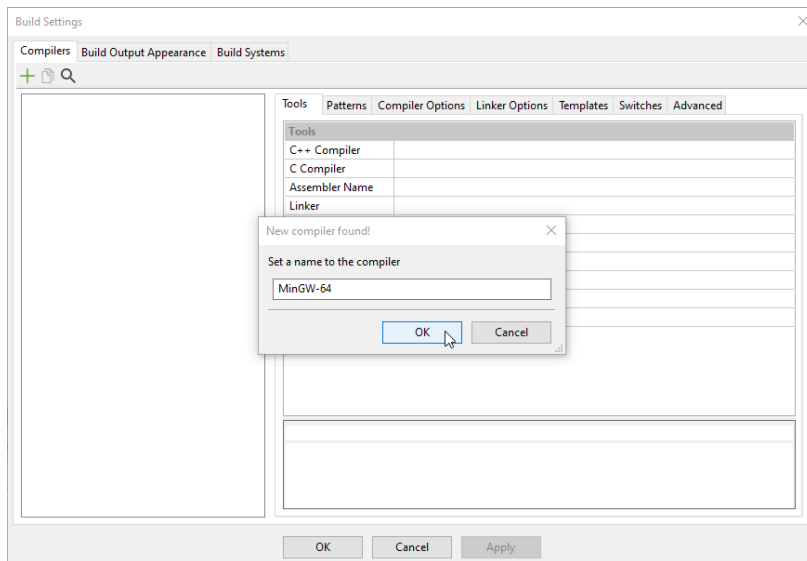 Build Settings
Compilers Build Output Appearance Build Systems
Tools Patterns Compiler Options Linker Options Templates Switches Advanced
Tools
C++ Compiler
C Compiler
Assembler Name
Linker
New compiler found!
Set a name to the compiler
MinGW-64
OK Cancel
OK Cancel Apply